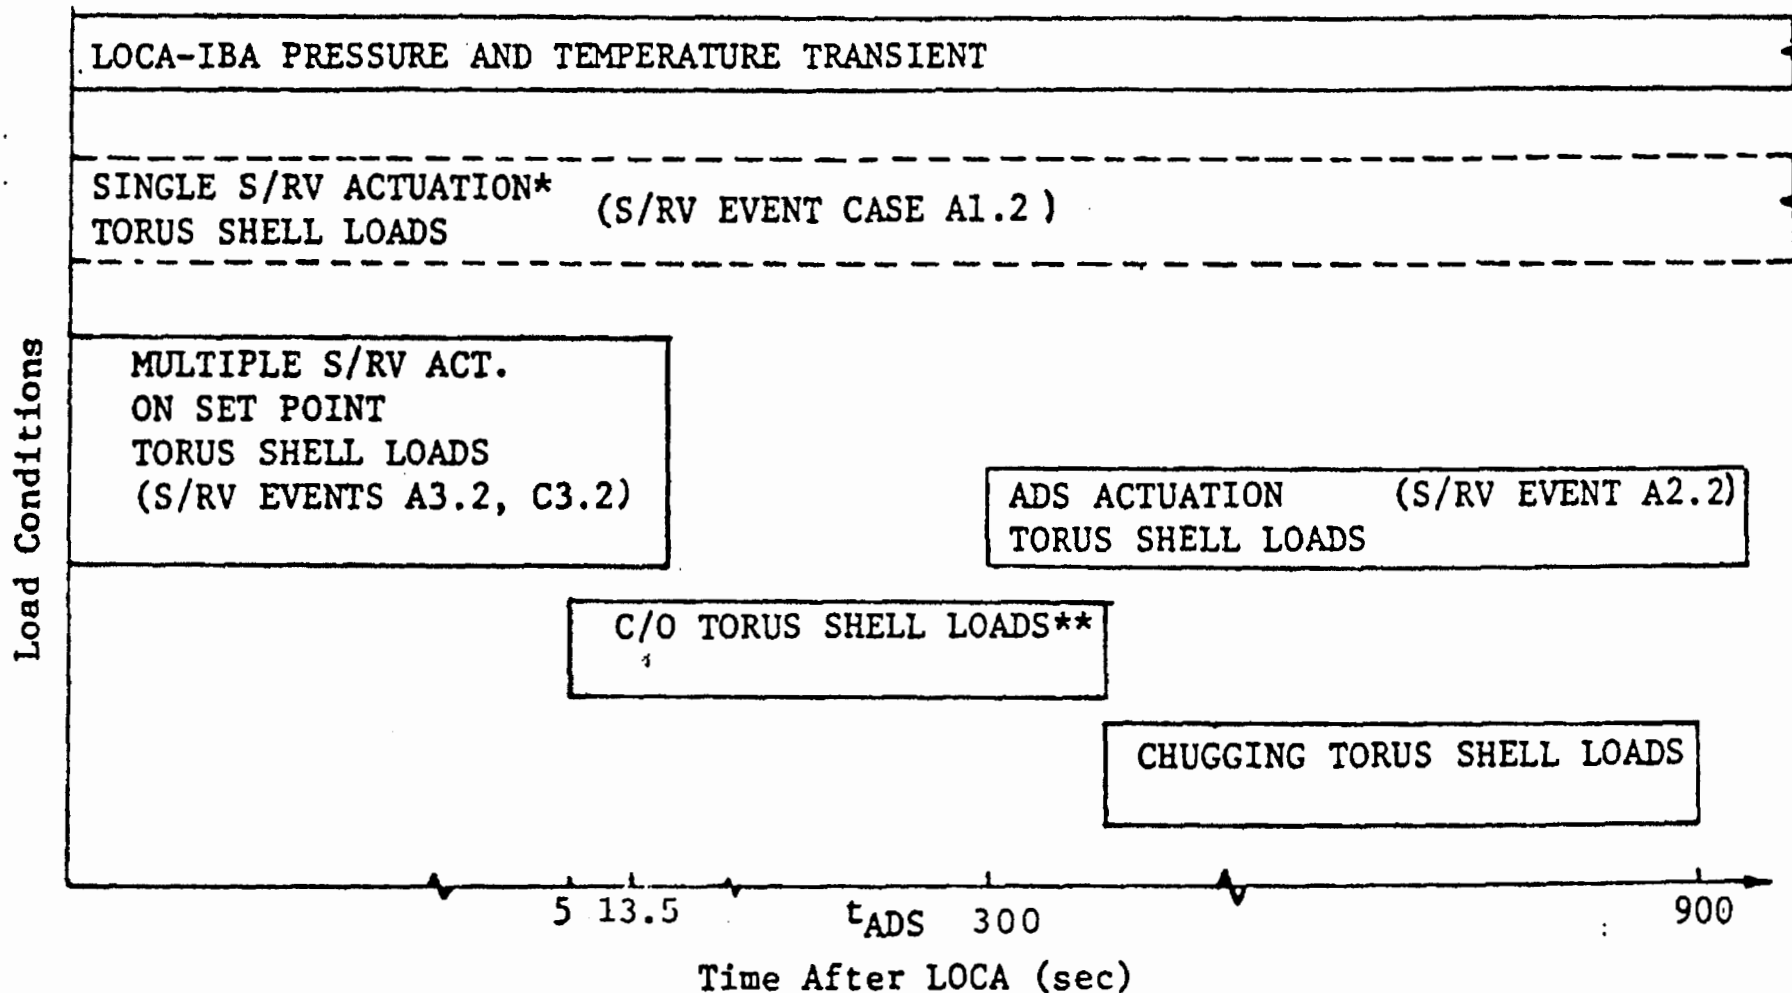 LOCA-IBA PRESSURE AND TEMPERATURE TRANSIENT
SINGLE S/RV ACTUATION*
TORUS SHELL LOADS
(S/RV EVENT CASE A1.2 )
MULTIPLE S/RV ACT.
ON SET POINT
TORUS SHELL LOADS
(S/RV EVENTS A3.2, C3.2)
ADS ACTUATION (S/RV EVENT A2.2)
TORUS SHELL LOADS
C/O TORUS SHELL LOADS**
CHUGGING TORUS SHELL LOADS
Load Conditions
5 13.5 tADS 300 900
Time After LOCA (sec)